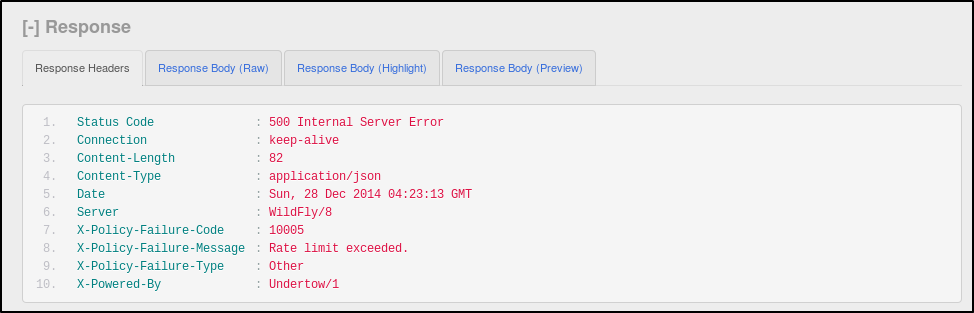 [-] Response
Response Headers Response Body (Raw) Response Body (Highlight) Response Body (Preview)
1. Status Code : 500 Internal Server Error
2. Connection : keep-alive
3. Content-Length : 82
4. Content-Type : application/json
5. Date : Sun, 28 Dec 2014 04:23:13 GMT
6. Server : WildFly/8
7. X-Policy-Failure-Code : 10005
8. X-Policy-Failure-Message : Rate limit exceeded.
9. X-Policy-Failure-Type : Other
10. X-Powered-By : Undertow/1